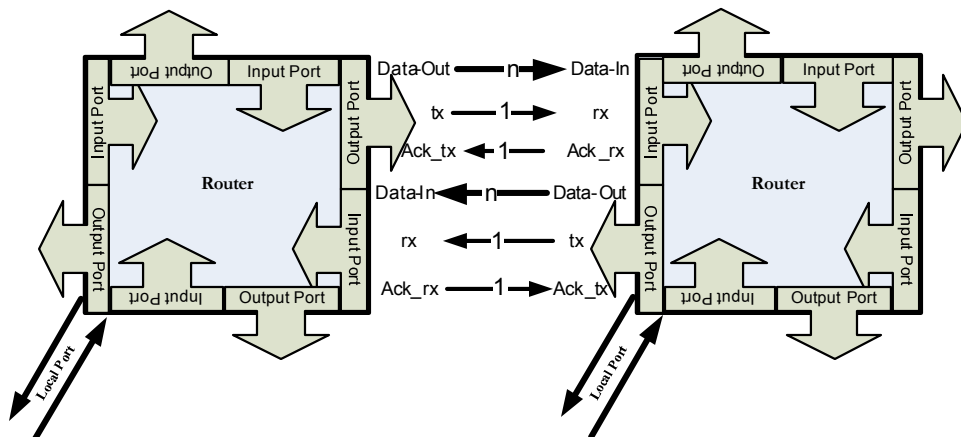 Output Port
Input Port
Input Port
Output Port
Router
Output Port
Input Port
Input Port
Output Port
Local Port
Data-Out n Data-In
tx 1 rx
Ack_tx 1 Ack_rx
Data-In n Data-Out
rx 1 tx
Ack_rx 1 Ack_tx
Output Port
Input Port
Input Port
Output Port
Router
Output Port
Input Port
Input Port
Output Port
Local Port